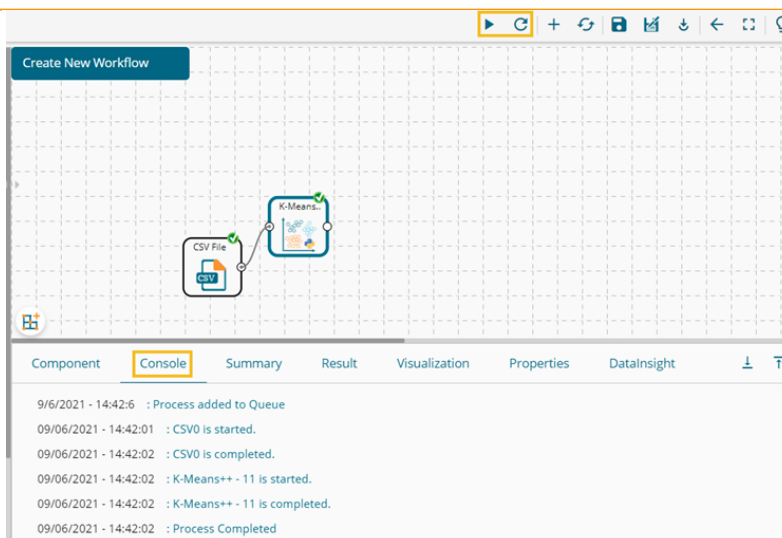 Create New Workflow
K-Means..
CSV File
CSV
Component Console Summary Result Visualization Properties DataInsight
9/6/2021 - 14:42:6 : Process added to Queue
09/06/2021 - 14:42:01 : CSV0 is started.
09/06/2021 - 14:42:02 : CSV0 is completed.
09/06/2021 - 14:42:02 : K-Means++ - 11 is started.
09/06/2021 - 14:42:02 : K-Means++ - 11 is completed.
09/06/2021 - 14:42:02 : Process Completed